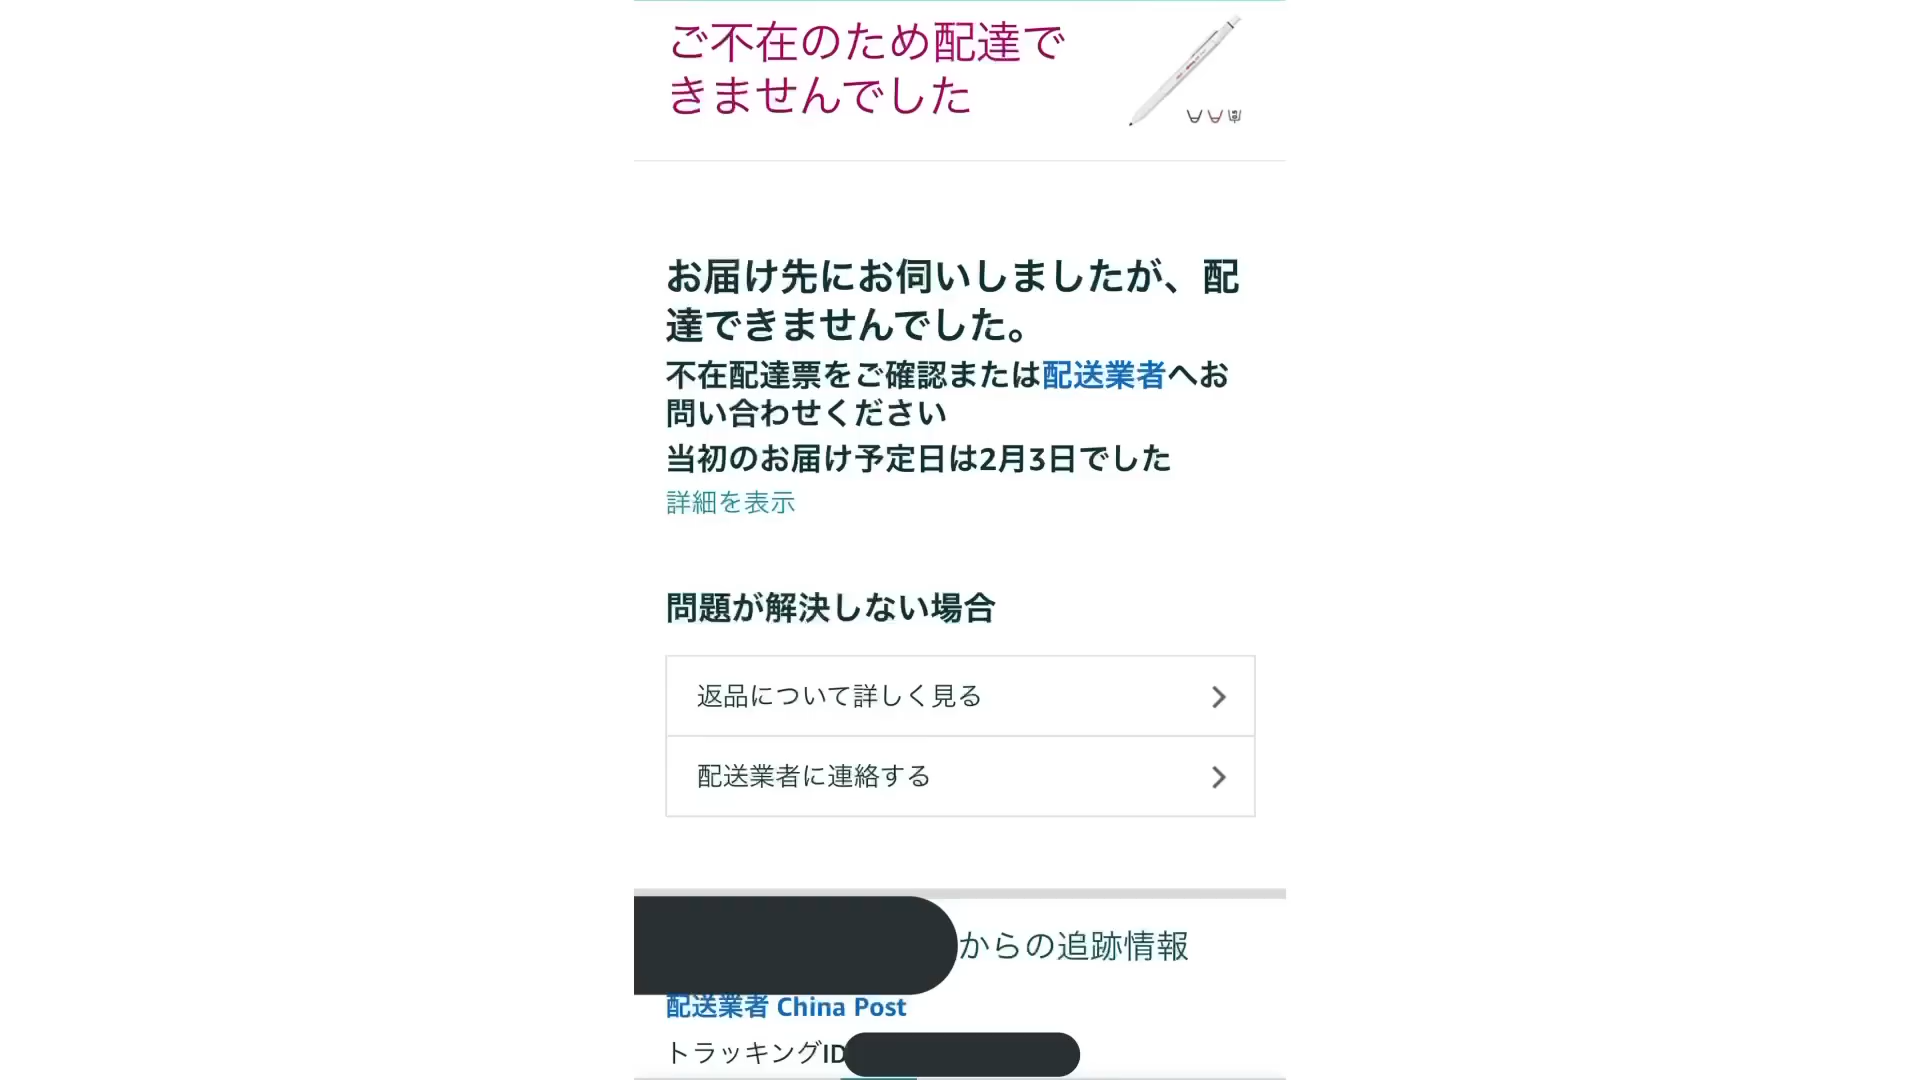 ご不在のため配達で
きませんでした
お届け先にお伺いしましたが、配
達できませんでした。
不在配達票をご確認または配送業者へお
問い合わせください
当初のお届け予定日は2月3日でした
詳細を表示
問題が解決しない場合
返品について詳しく見る
配送業者に連絡する
からの追跡情報
配送業者 China Post
トラッキングID